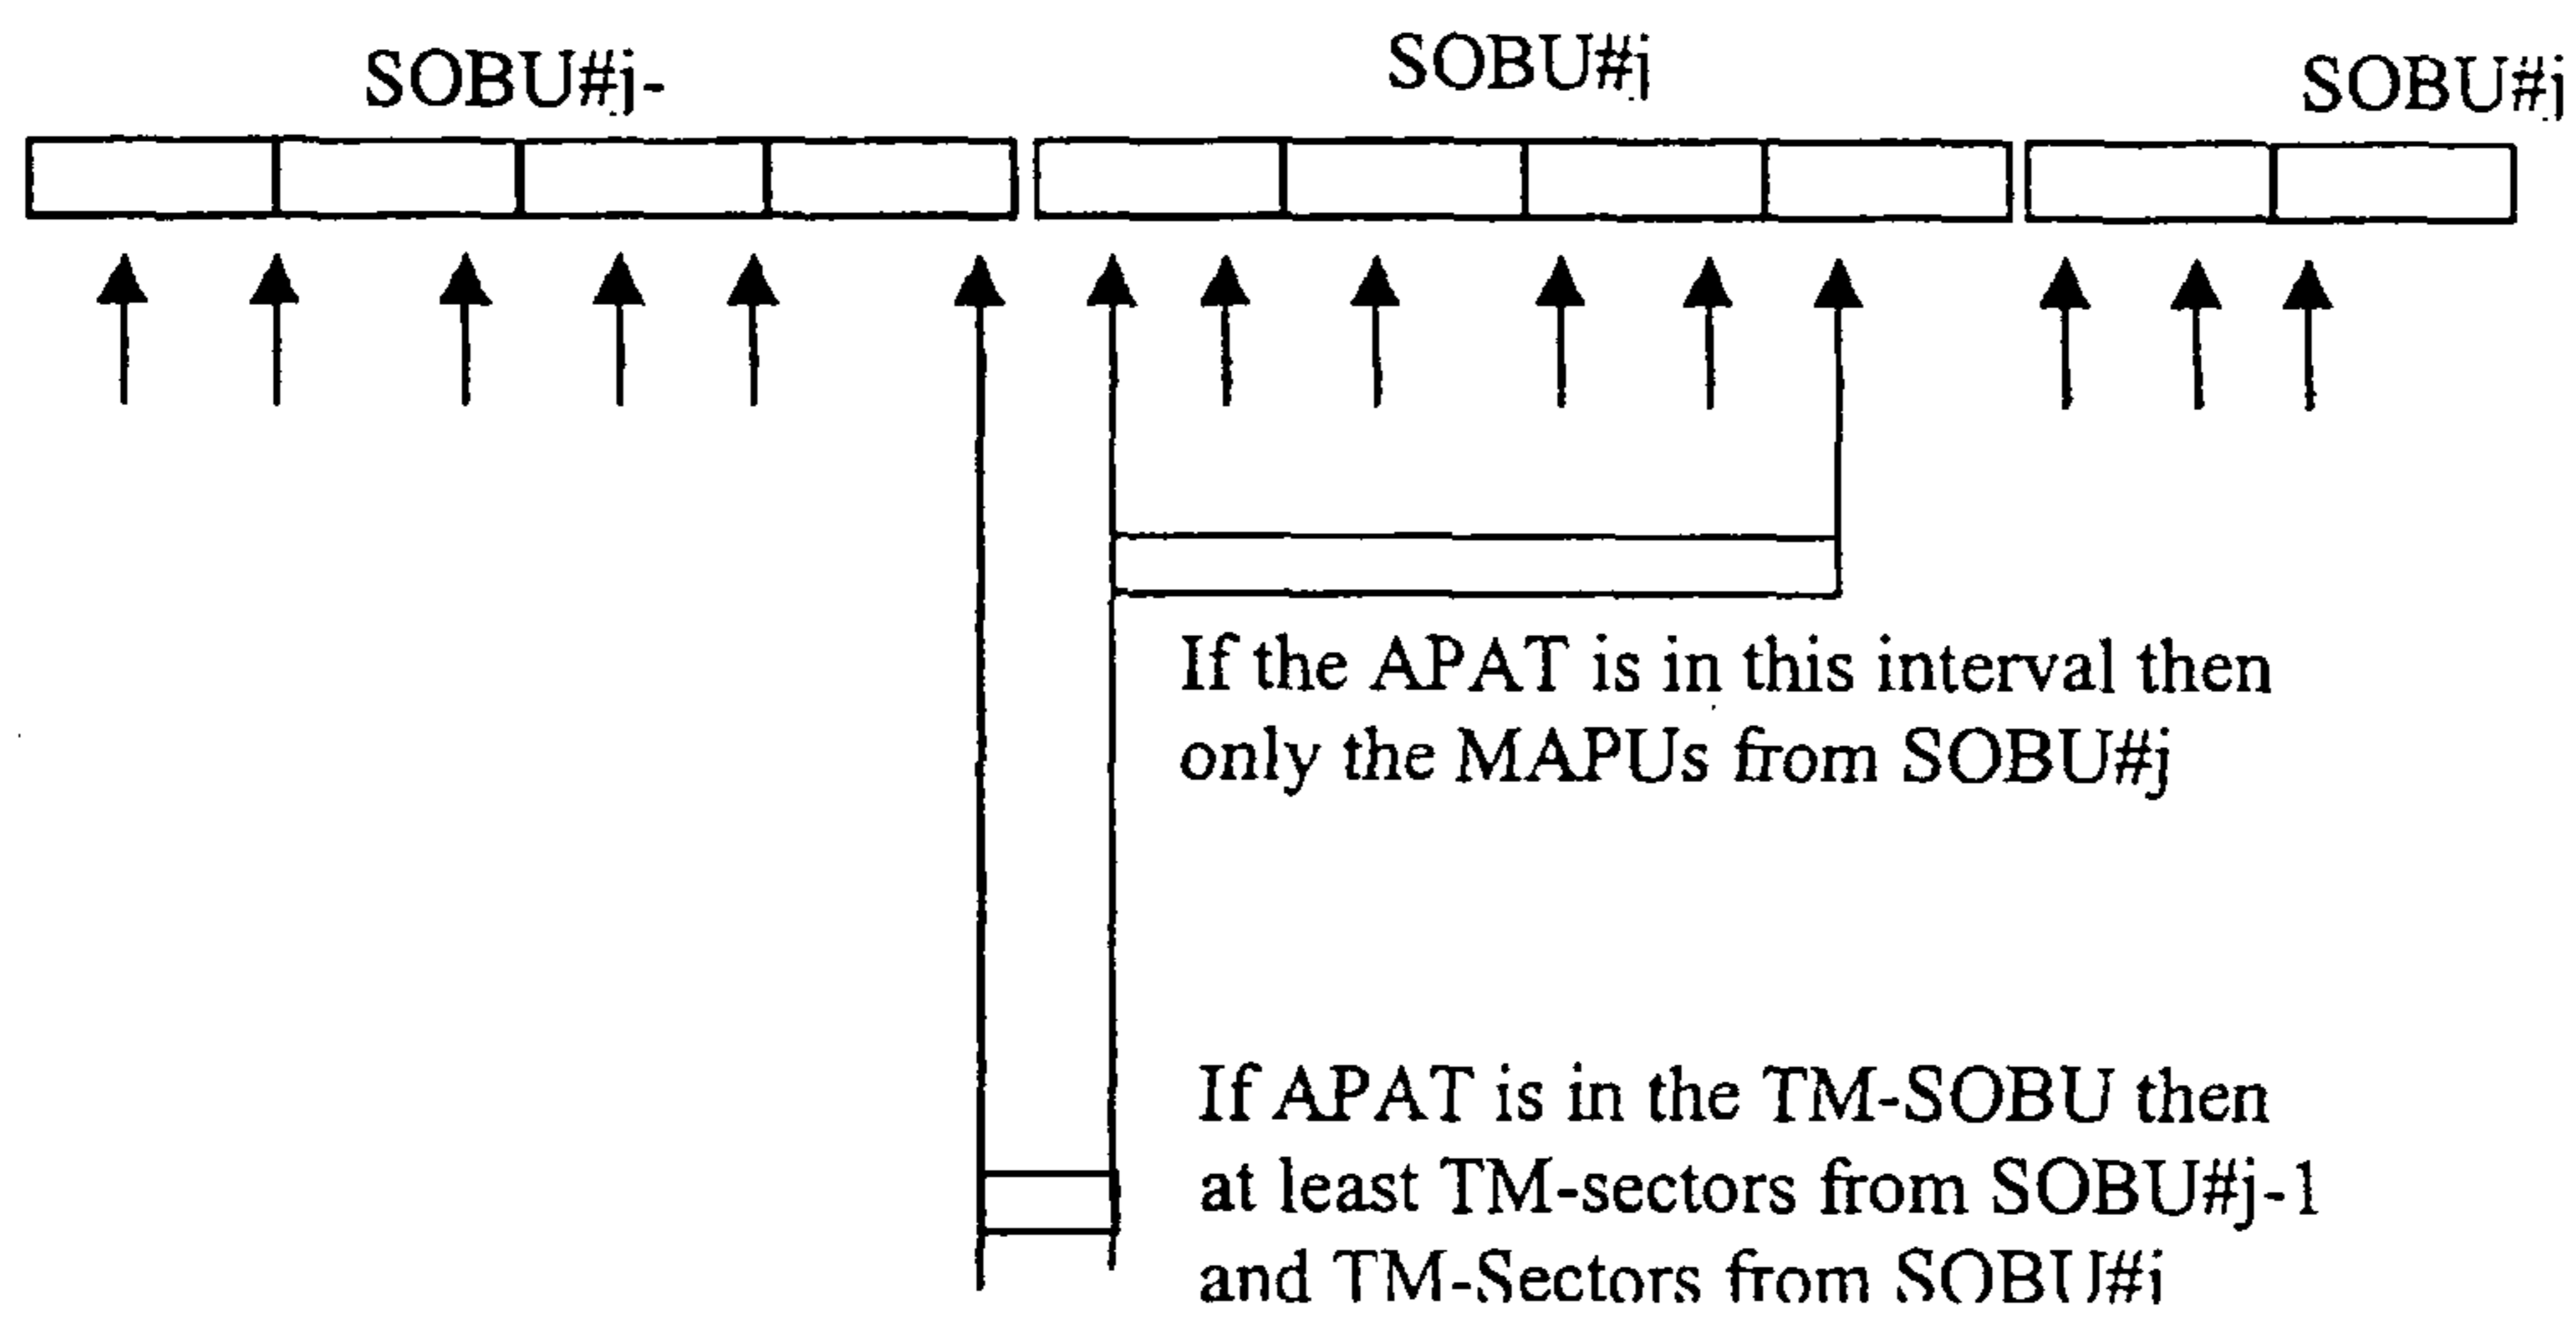 SOBU#j-
SOBU#j
SOBU#j
If the APAT is in this interval then
only the MAPUs from SOBU#j
If APAT is in the TM-SOBU then
at least TM-sectors from SOBU#j-1
and TM-Sectors from SOBU#j